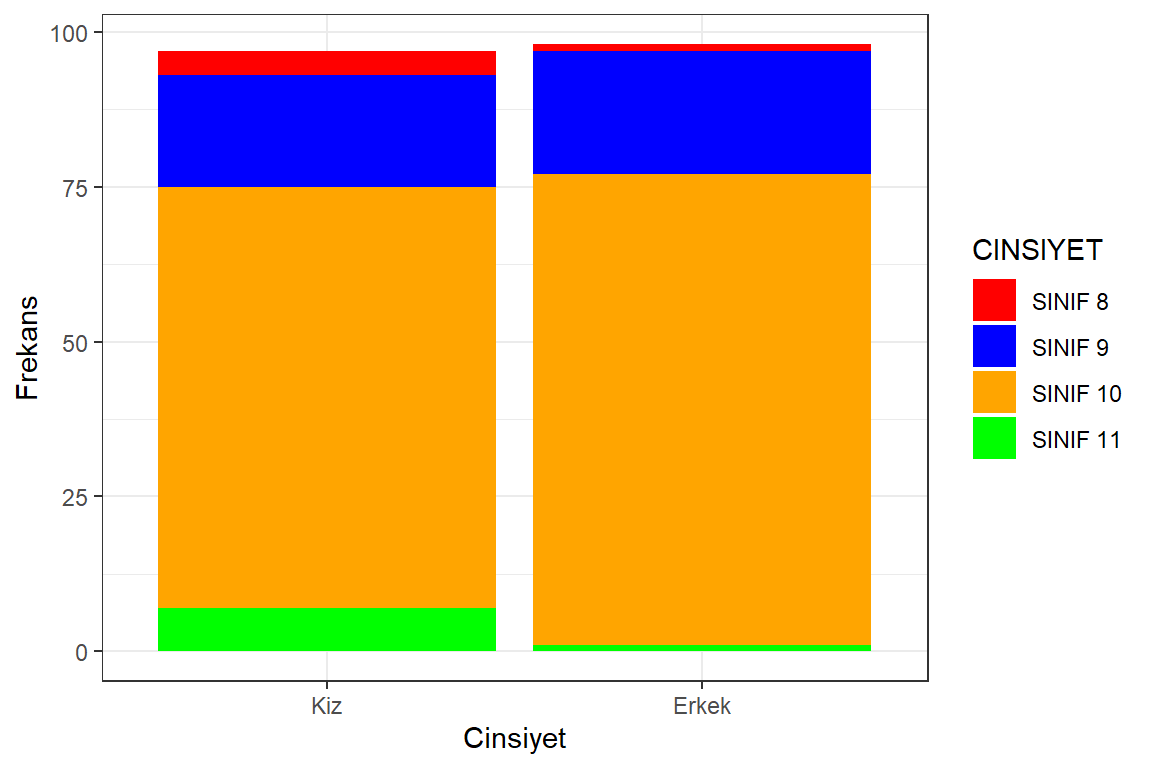 Frekans
100
75
50
25
0
Kiz
Erkek
Cinsiyet
CINSIYET
SINIF 8
SINIF 9
SINIF 10
SINIF 11